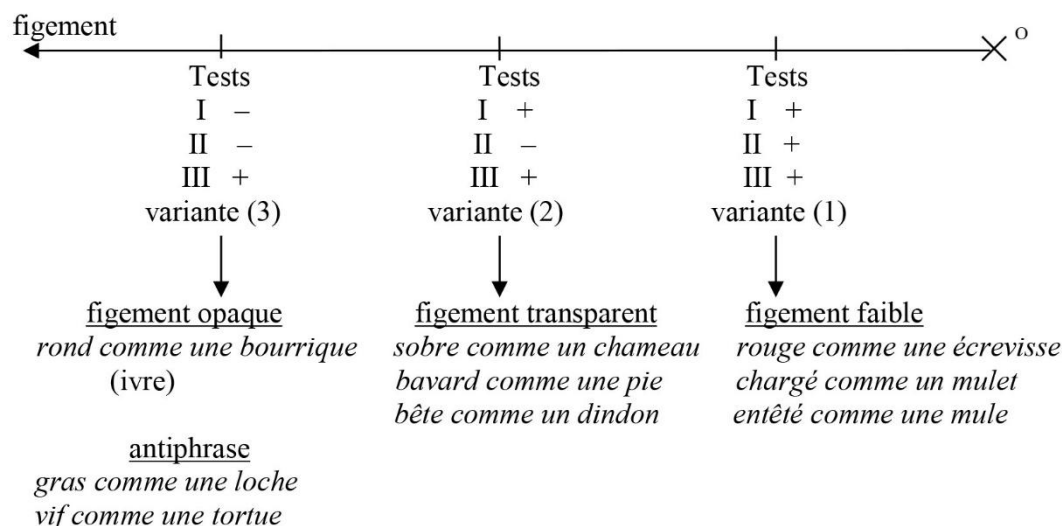 figement
o
Tests Tests Tests
I – I + I +
II – II – II +
III + III + III +
variante (3) variante (2) variante (1)
figement opaque figement transparent figement faible
rond comme une bourrique sobre comme un chameau rouge comme une écrevisse
(ivre) bavard comme une pie chargé comme un mulet
bête comme un dindon entêté comme une mule
antiphrase
gras comme une loche
vif comme une tortue